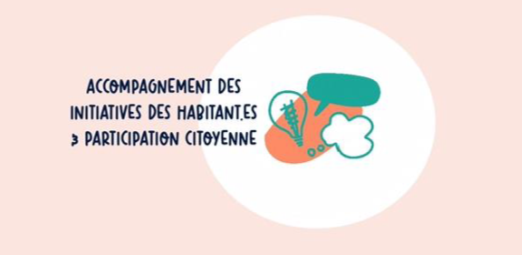 ACCOMPAGNEMENT DES
INITIATIVES DES HABITANT.ES
& PARTICIPATION CITOYENNE